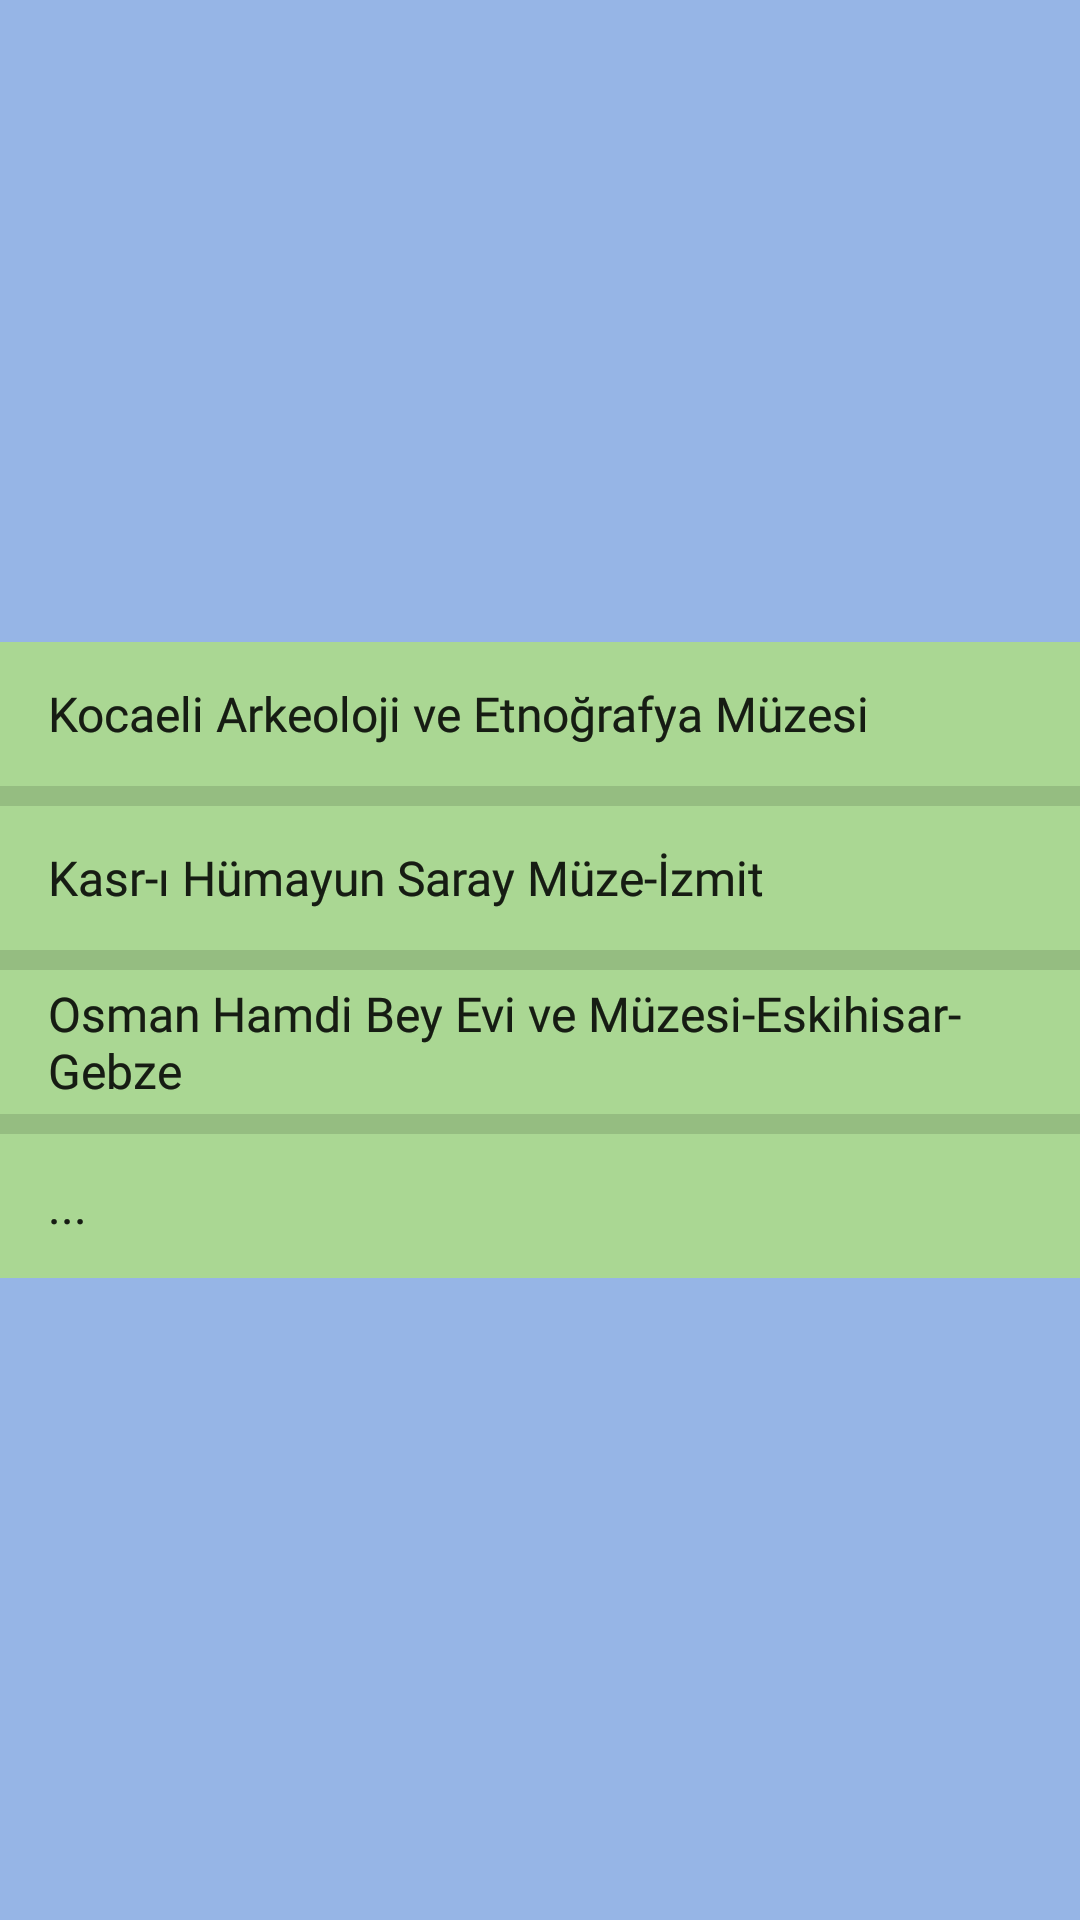 Kocaeli Arkeoloji ve Etnoğrafya Müzesi
Kasr-ı Hümayun Saray Müze-İzmit
Osman Hamdi Bey Evi ve Müzesi-Eskihisar-
Gebze
...